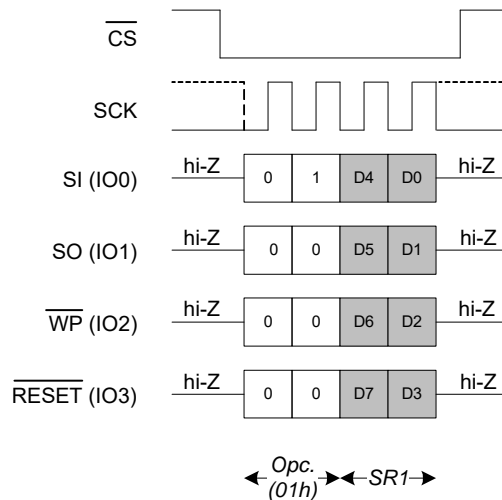 CS
SCK
SI (IO0) hi-Z 0 1 D4 D0 hi-Z
SO (IO1) hi-Z 0 0 D5 D1 hi-Z
WP (IO2) hi-Z 0 0 D6 D2 hi-Z
RESET (IO3) hi-Z 0 0 D7 D3 hi-Z
Opc.
(01h)
SR1